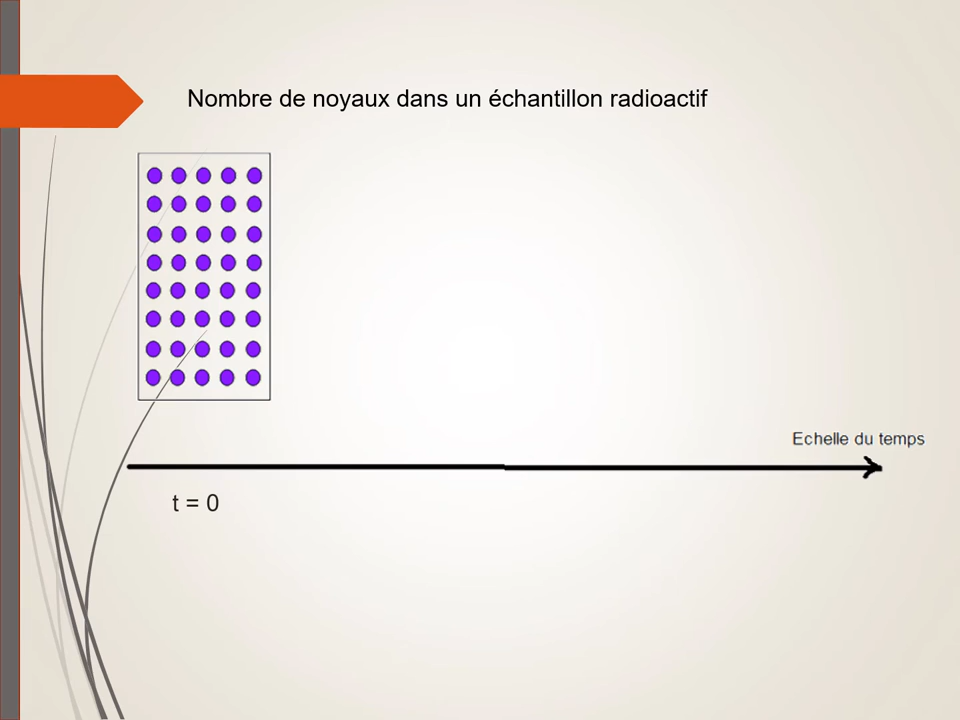 Nombre de noyaux dans un échantillon radioactif
Echelle du temps
t = 0